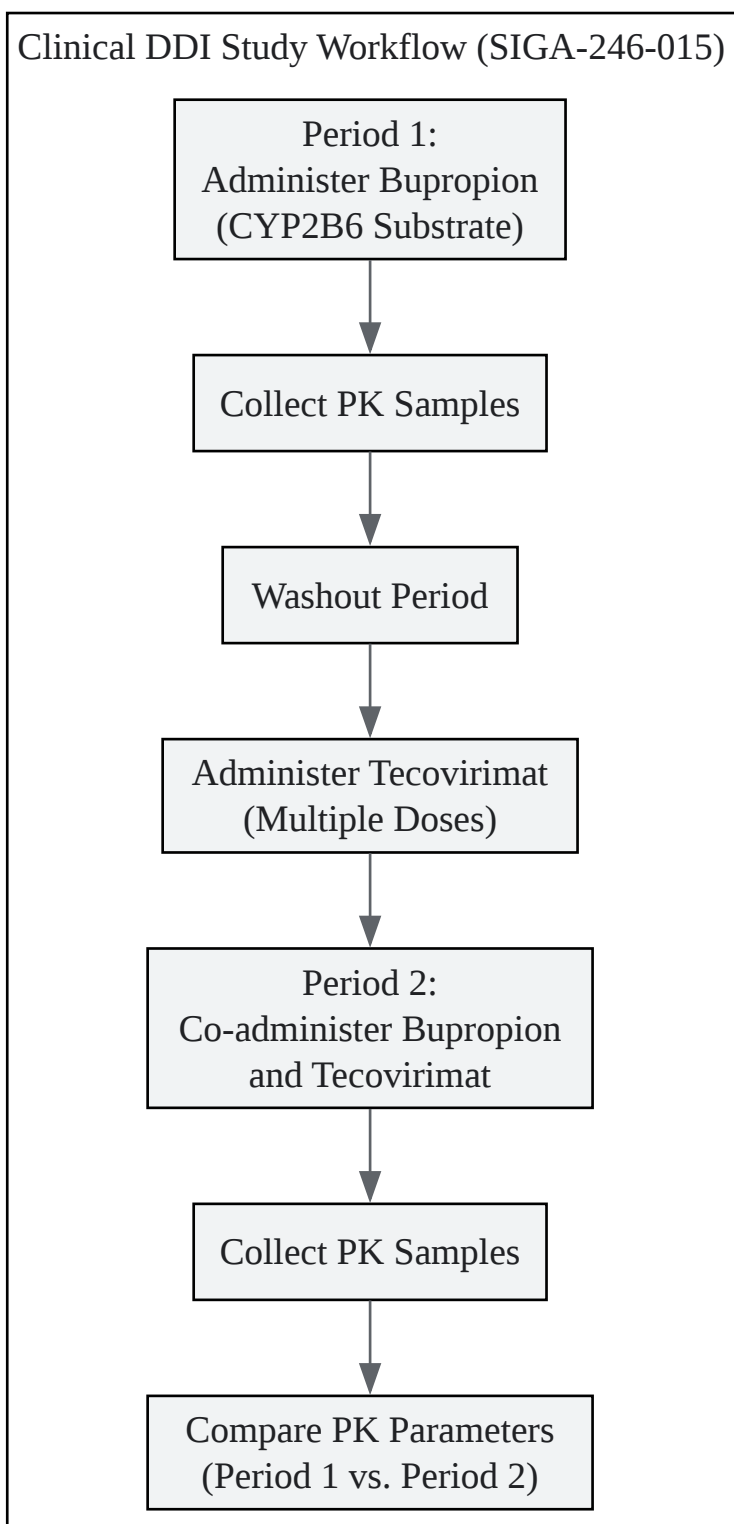 Clinical DDI Study Workflow (SIGA-246-015)
Period 1:
Administer Bupropion
(CYP2B6 Substrate)
Collect PK Samples
Washout Period
Administer Tecovirimat
(Multiple Doses)
Period 2:
Co-administer Bupropion
and Tecovirimat
Collect PK Samples
Compare PK Parameters
(Period 1 vs. Period 2)